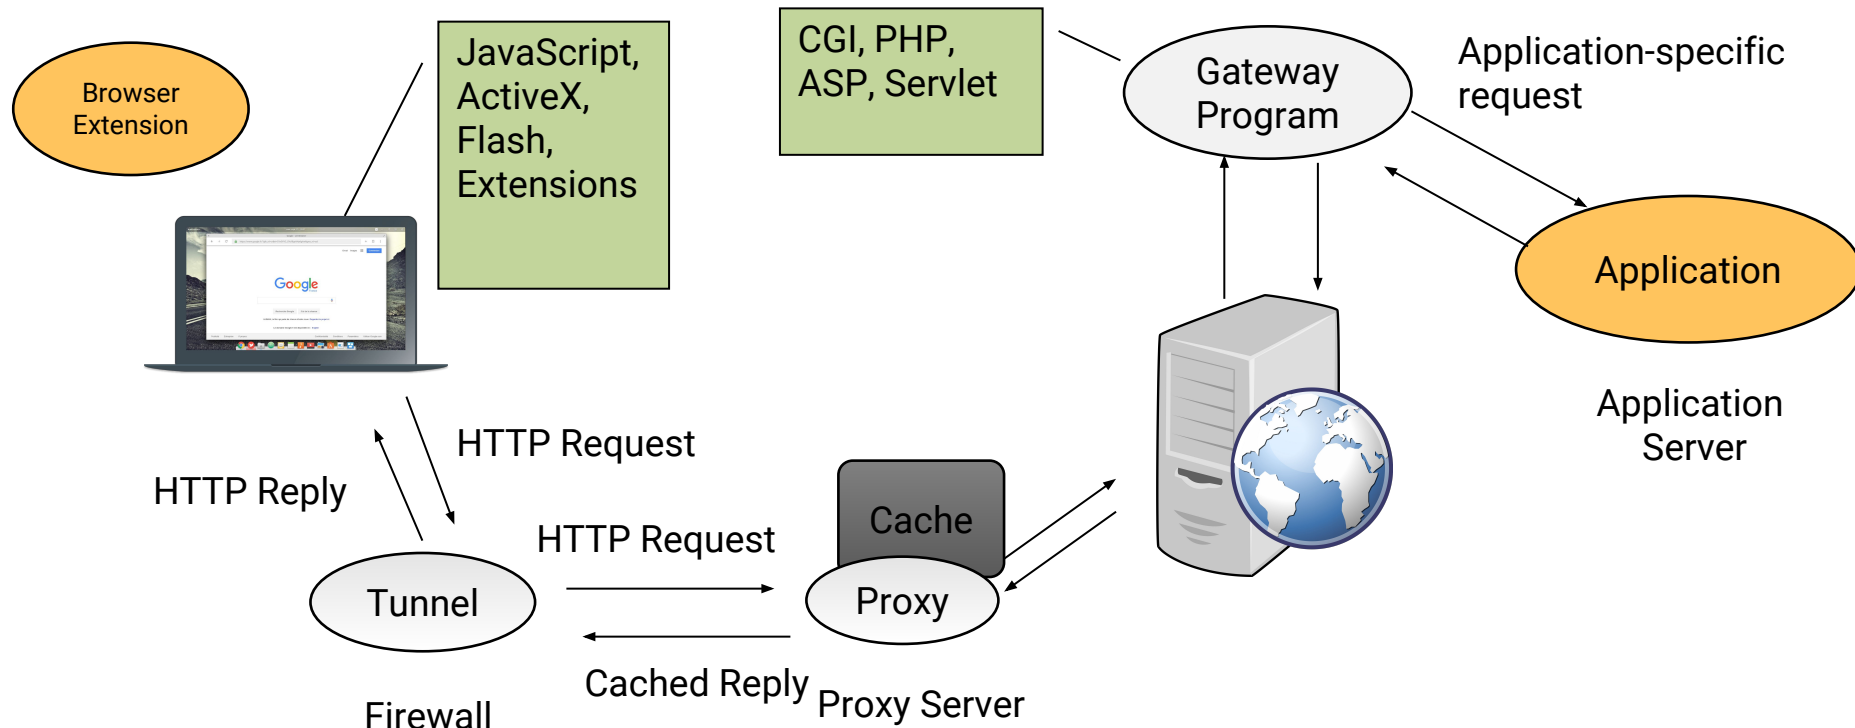 Browser
Extension
JavaScript,
ActiveX,
Flash,
Extensions
CGI, PHP,
ASP, Servlet
Gateway
Program
Application-specific
request
Google
Application
Application
Server
HTTP Request
HTTP Reply
HTTP Request
Cache
Tunnel
Proxy
Cached Reply
Proxy Server
Firewall